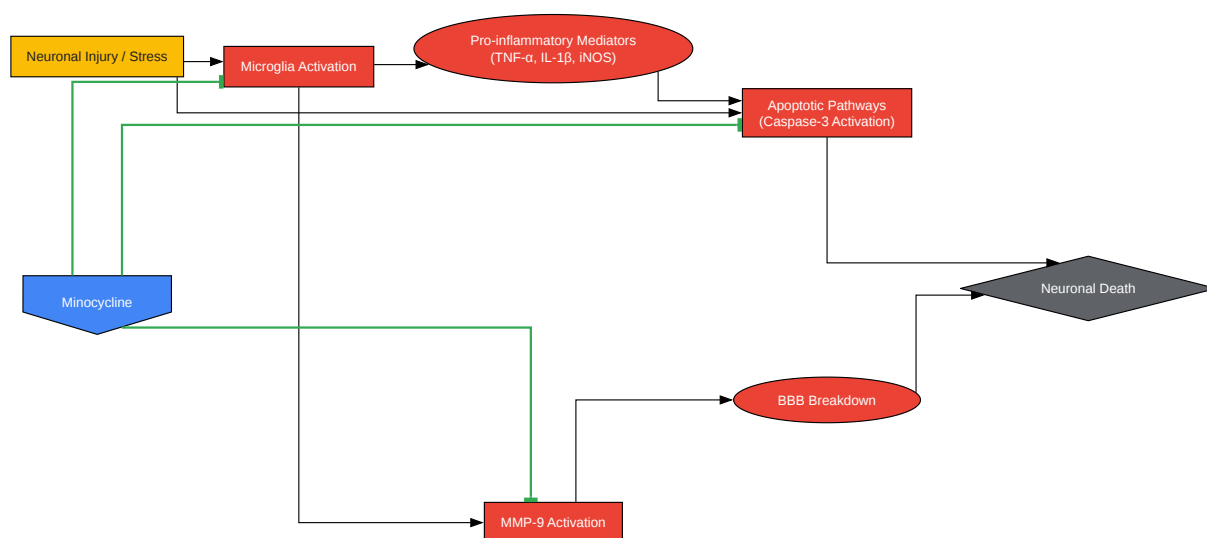 Neuronal Injury / Stress
Microglia Activation
Pro-inflammatory Mediators
(TNF-α, IL-1β, iNOS)
Apoptotic Pathways
(Caspase-3 Activation)
Minocycline
Neuronal Death
BBB Breakdown
MMP-9 Activation